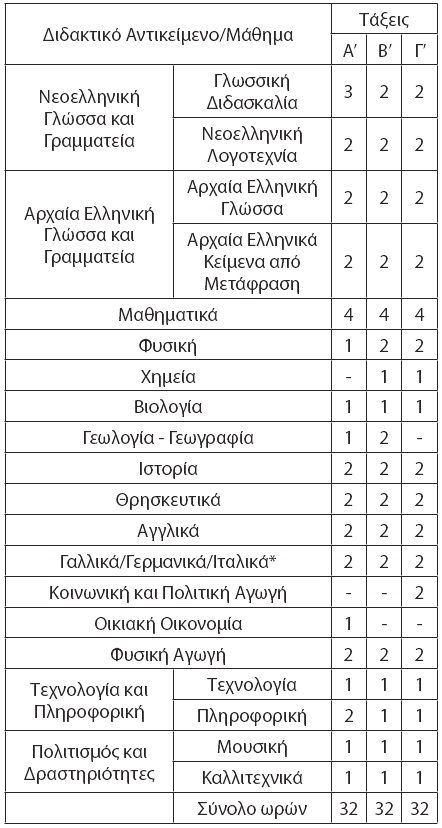 Διδακτικό Αντικείμενο/Μάθημα Τάξεις
Α’ Β’ Γ’
Νεοελληνική Γλώσσα και Γραμματεία Γλωσσική Διδασκαλία 3 2 2
Νεοελληνική Λογοτεχνία 2 2 2
Αρχαία Ελληνική Γλώσσα και Γραμματεία Αρχαία Ελληνική Γλώσσα 2 2 2
Αρχαία Ελληνικά Κείμενα από Μετάφραση 2 2 2
Μαθηματικά 4 4 4
Φυσική 1 2 2
Χημεία - 1 1
Βιολογία 1 1 1
Γεωλογία - Γεωγραφία 1 2 -
Ιστορία 2 2 2
Θρησκευτικά 2 2 2
Αγγλικά 2 2 2
Γαλλικά/Γερμανικά/Ιταλικά* 2 2 2
Κοινωνική και Πολιτική Αγωγή - - 2
Οικιακή Οικονομία 1 - -
Φυσική Αγωγή 2 2 2
Τεχνολογία και Πληροφορική Τεχνολογία 1 1 1
Πληροφορική 2 1 1
Πολιτισμός και Δραστηριότητες Μουσική 1 1 1
Καλλιτεχνικά 1 1 1
Σύνολο ωρών 32 32 32